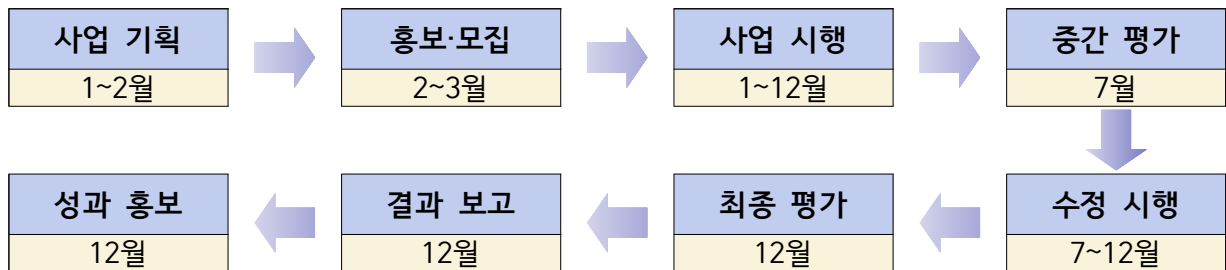 사업 기획
1~2월
홍보·모집
2~3월
사업 시행
1~12월
중간 평가
7월
수정 시행
7~12월
최종 평가
12월
결과 보고
12월
성과 홍보
12월